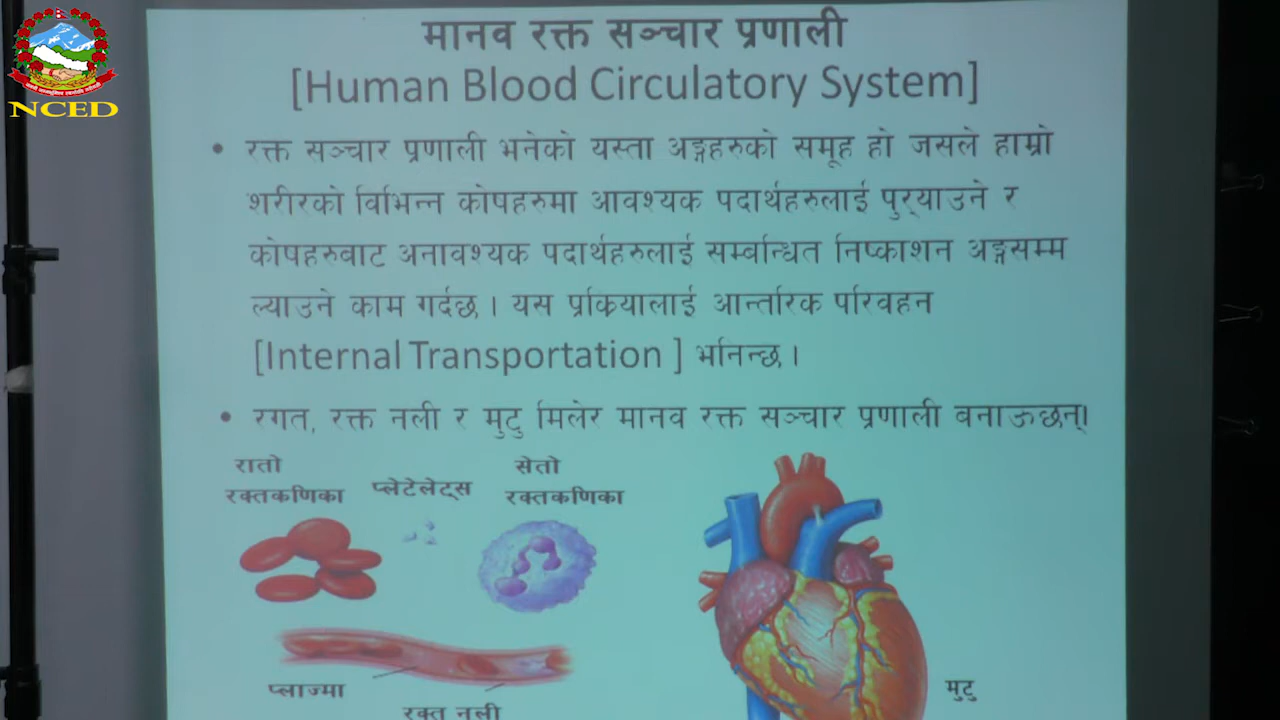 NCED
मानव रक्त सञ्चार प्रणाली
[Human Blood Circulatory System]
• रक्त सञ्चार प्रणाली भनेको यस्ता अङ्गहरुको समूह हो जसले हाम्रो
शरीरको विभिन्न कोषहरुमा आवश्यक पदार्थहरुलाई पुर्‍याउने र
कोषहरुबाट अनावश्यक पदार्थहरुलाई सम्बन्धित निष्काशन अङ्गसम्म
ल्याउने काम गर्दछ । यस प्रक्रियालाई आन्तरिक परिवहन
[Internal Transportation ] भनिन्छ ।
• रगत, रक्त नली र मुटु मिलेर मानव रक्त सञ्चार प्रणाली बनाऊछन्।
रातो
रक्तकणिका
प्लेटेलेट्स
सेतो
रक्तकणिका
प्लाज्मा
रक्त नली
मुटु